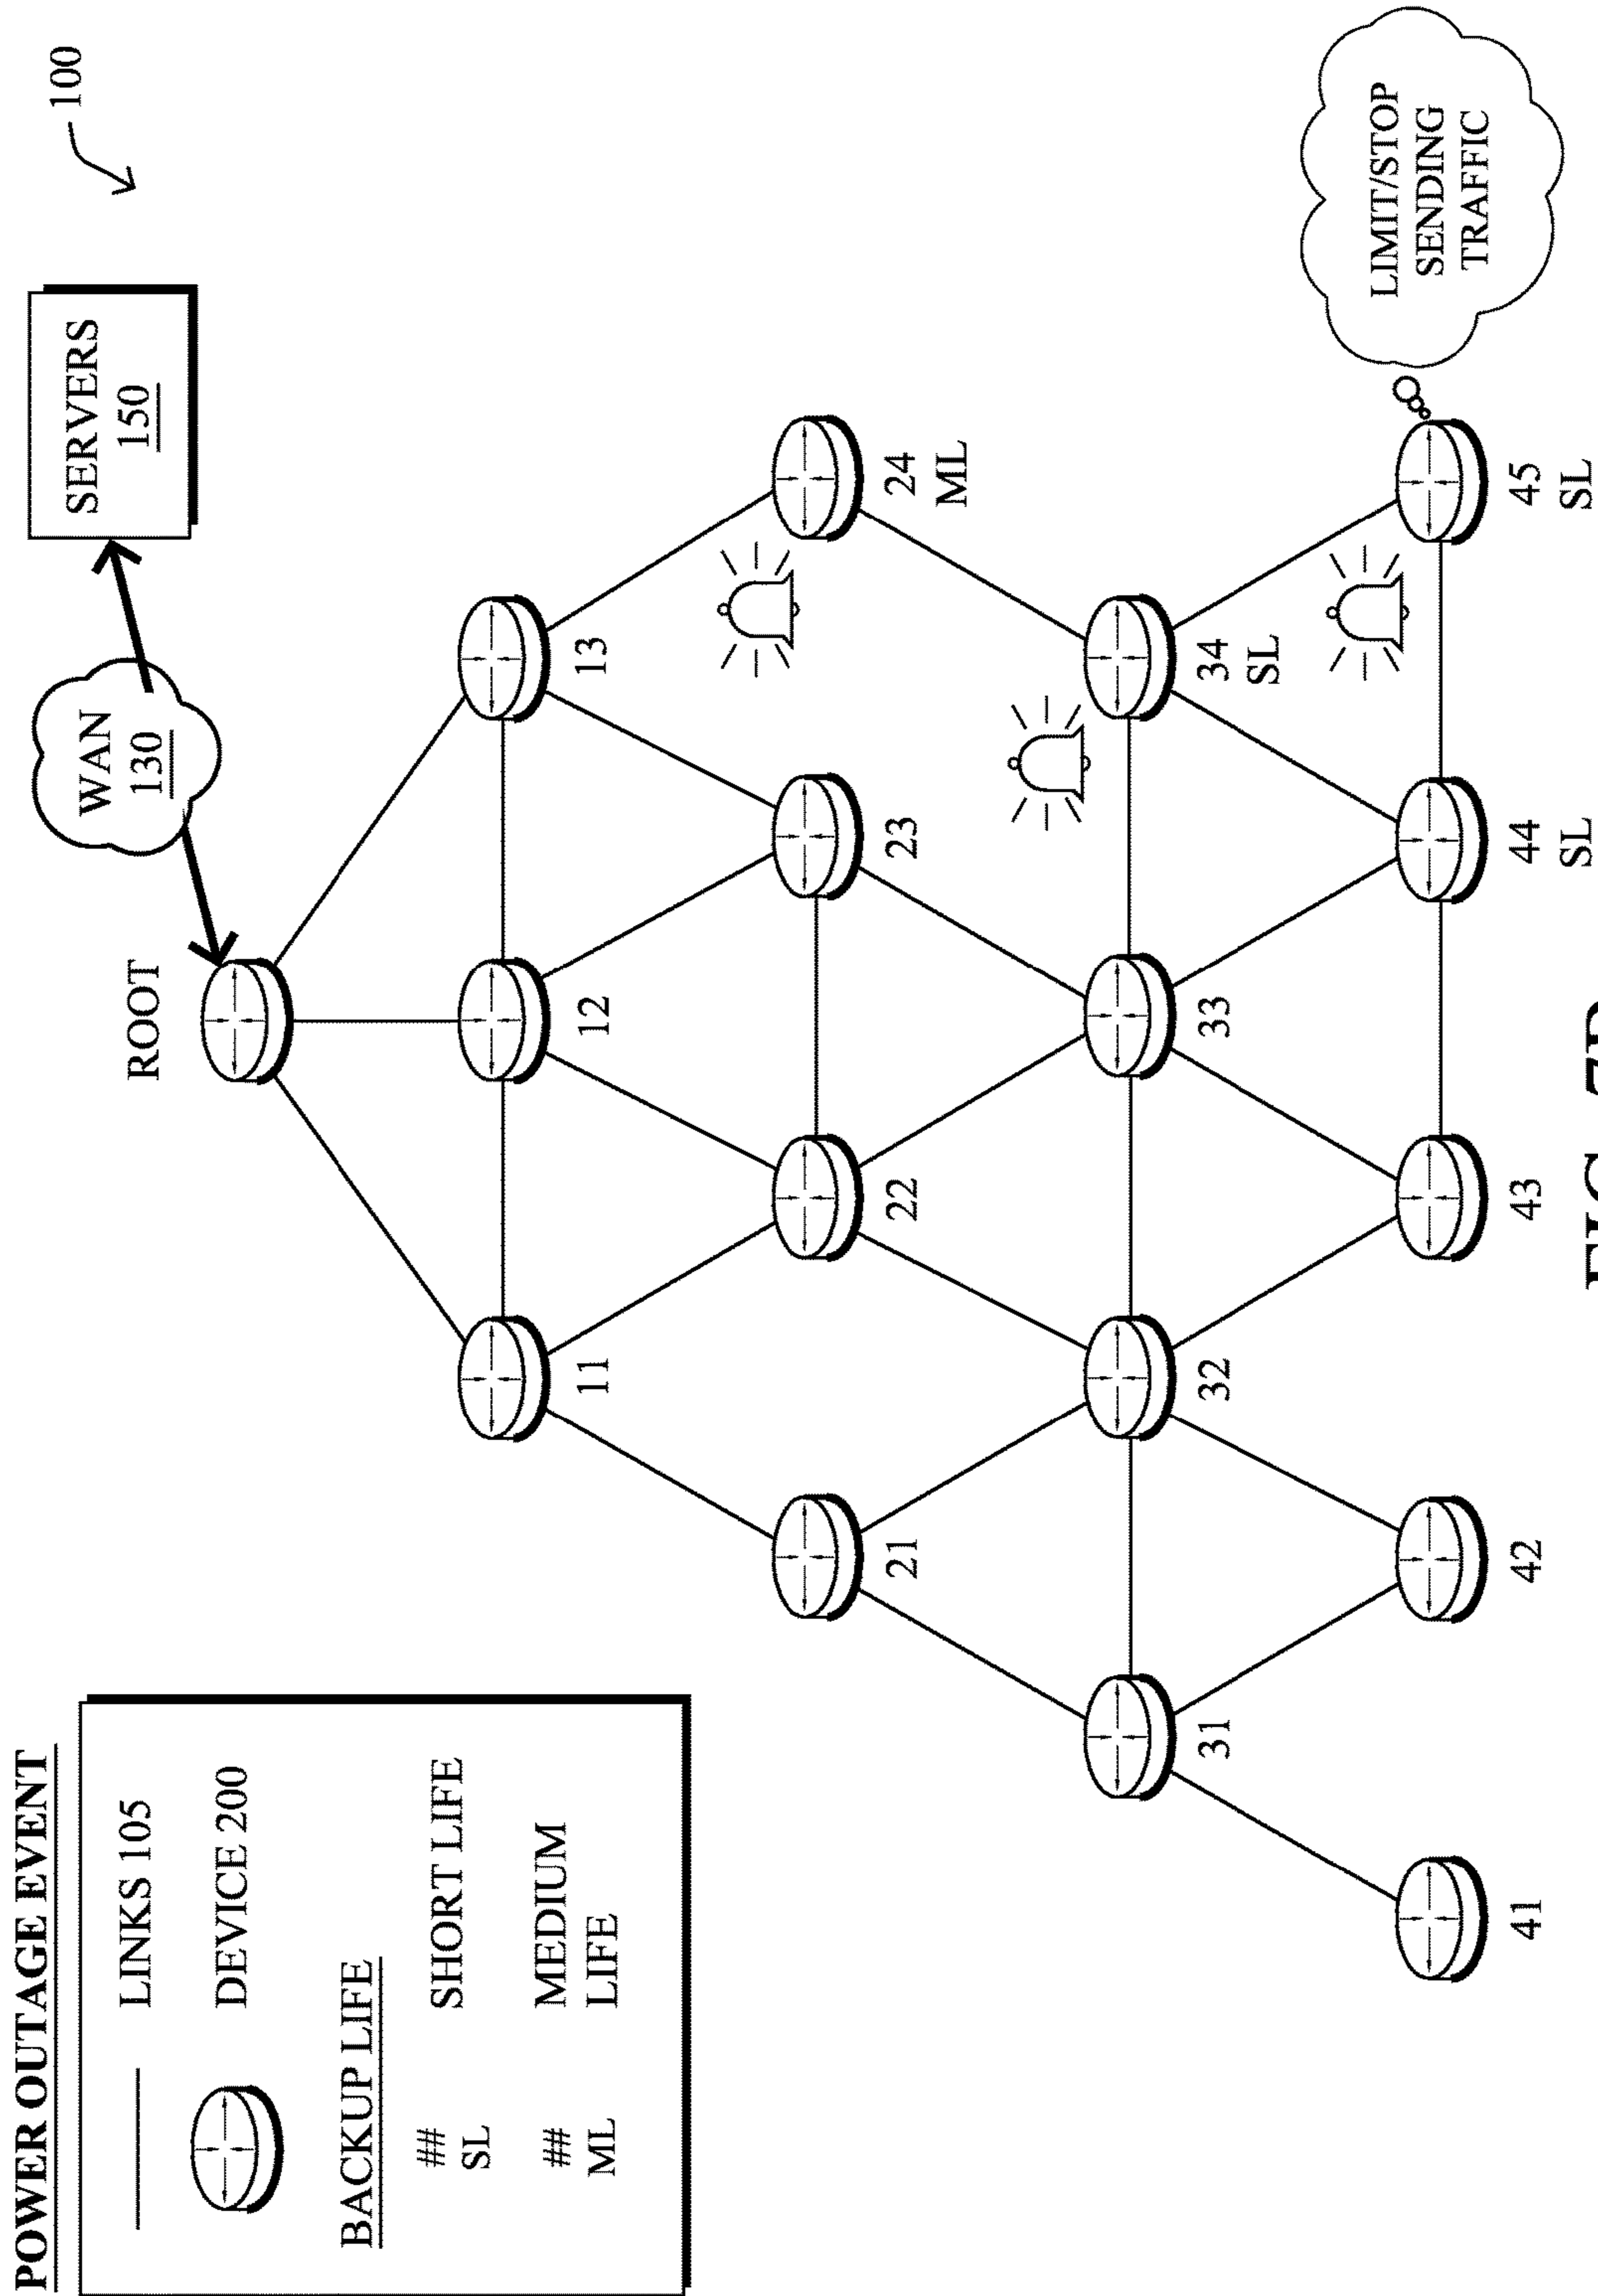 POWER OUTAGE EVENT
LINKS 105
DEVICE 200
BACKUP LIFE
## SHORT LIFE
SL
## MEDIUM
ML LIFE
100
SERVERS
150
WAN
130
ROOT
11
12
13
21
22
23
24
ML
31
32
33
34
SL
41
42
43
44
SL
45
SL
LIMIT/STOP
SENDING
TRAFFIC